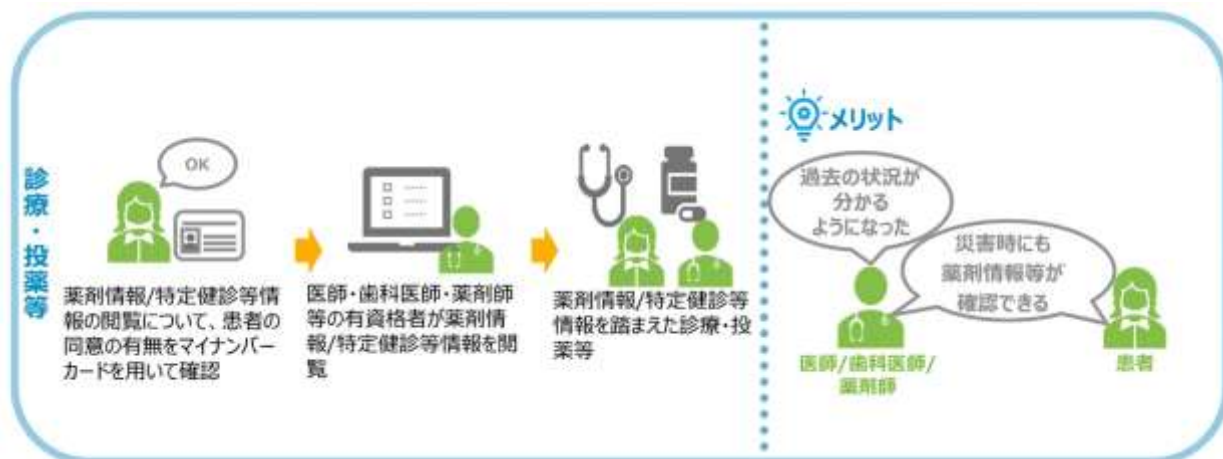 診療・投薬等
OK
薬剤情報/特定健診等情
報の閲覧について、患者の
同意の有無をマイナンバー
カードを用いて確認
医師・歯科医師・薬剤師
等の有資格者が薬剤情
報/特定健診等情報を閲
覧
薬剤情報/特定健診等
情報を踏まえた診療・投
薬等
メリット
過去の状況が
分かる
ようになった
災害時にも
薬剤情報等が
確認できる
医師/歯科医師/
薬剤師
患者